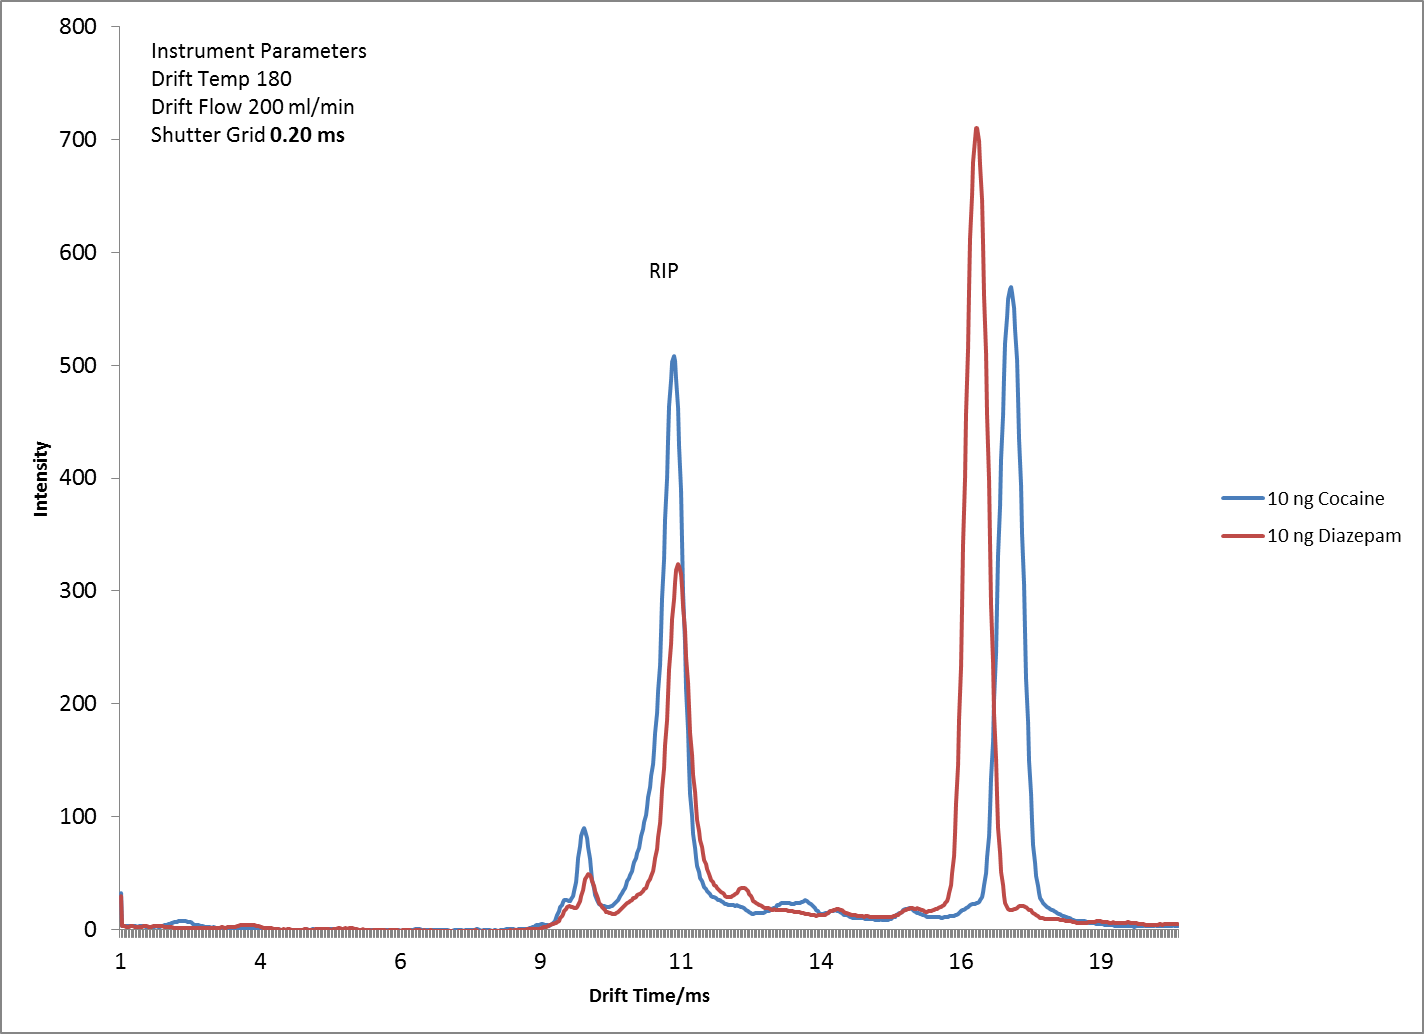 Instrument Parameters
Drift Temp 180
Drift Flow 200 ml/min
Shutter Grid 0.20 ms
800
700
600
500
400
300
200
100
0
Intensity
RIP
10 ng Cocaine
10 ng Diazepam
1 4 6 9 11 14 16 19
Drift Time/ms